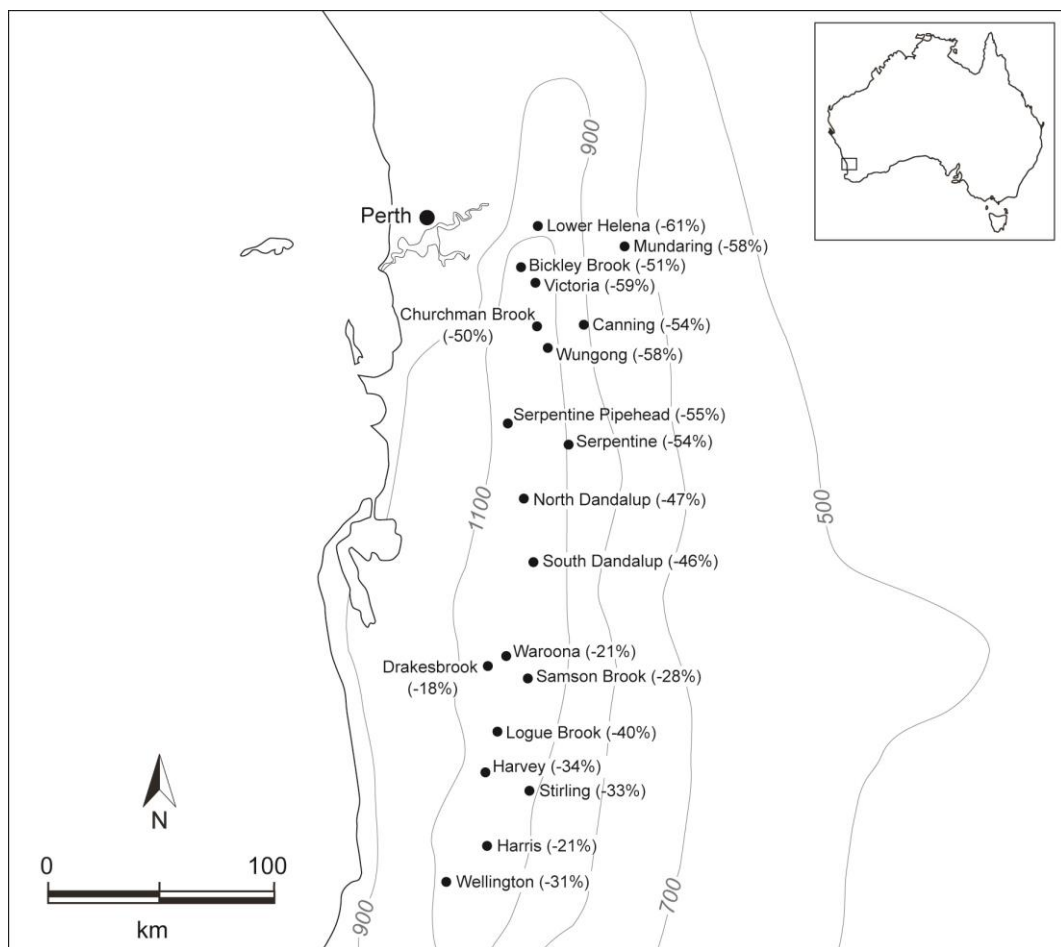 900
Perth
Lower Helena (-61%)
Mundaring (-58%)
Bickley Brook (-51%)
Victoria (-59%)
Churchman Brook
(-50%)
Canning (-54%)
Wungong (-58%)
Serpentine Pipehead (-55%)
Serpentine (-54%)
1100
North Dandalup (-47%)
500
South Dandalup (-46%)
Waroona (-21%)
Drakesbrook
(-18%)
Samson Brook (-28%)
Logue Brook (-40%)
Harvey (-34%)
Stirling (-33%)
N
Harris (-21%)
0 100
Wellington (-31%)
km
900
700